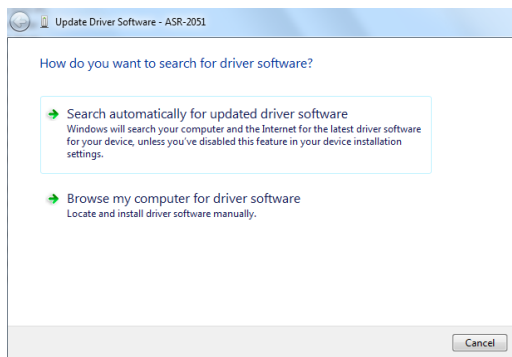 Update Driver Software - ASR-2051
How do you want to search for driver software?
Search automatically for updated driver software
Windows will search your computer and the Internet for the latest driver software
for your device, unless you've disabled this feature in your device installation
settings.
Browse my computer for driver software
Locate and install driver software manually.
Cancel